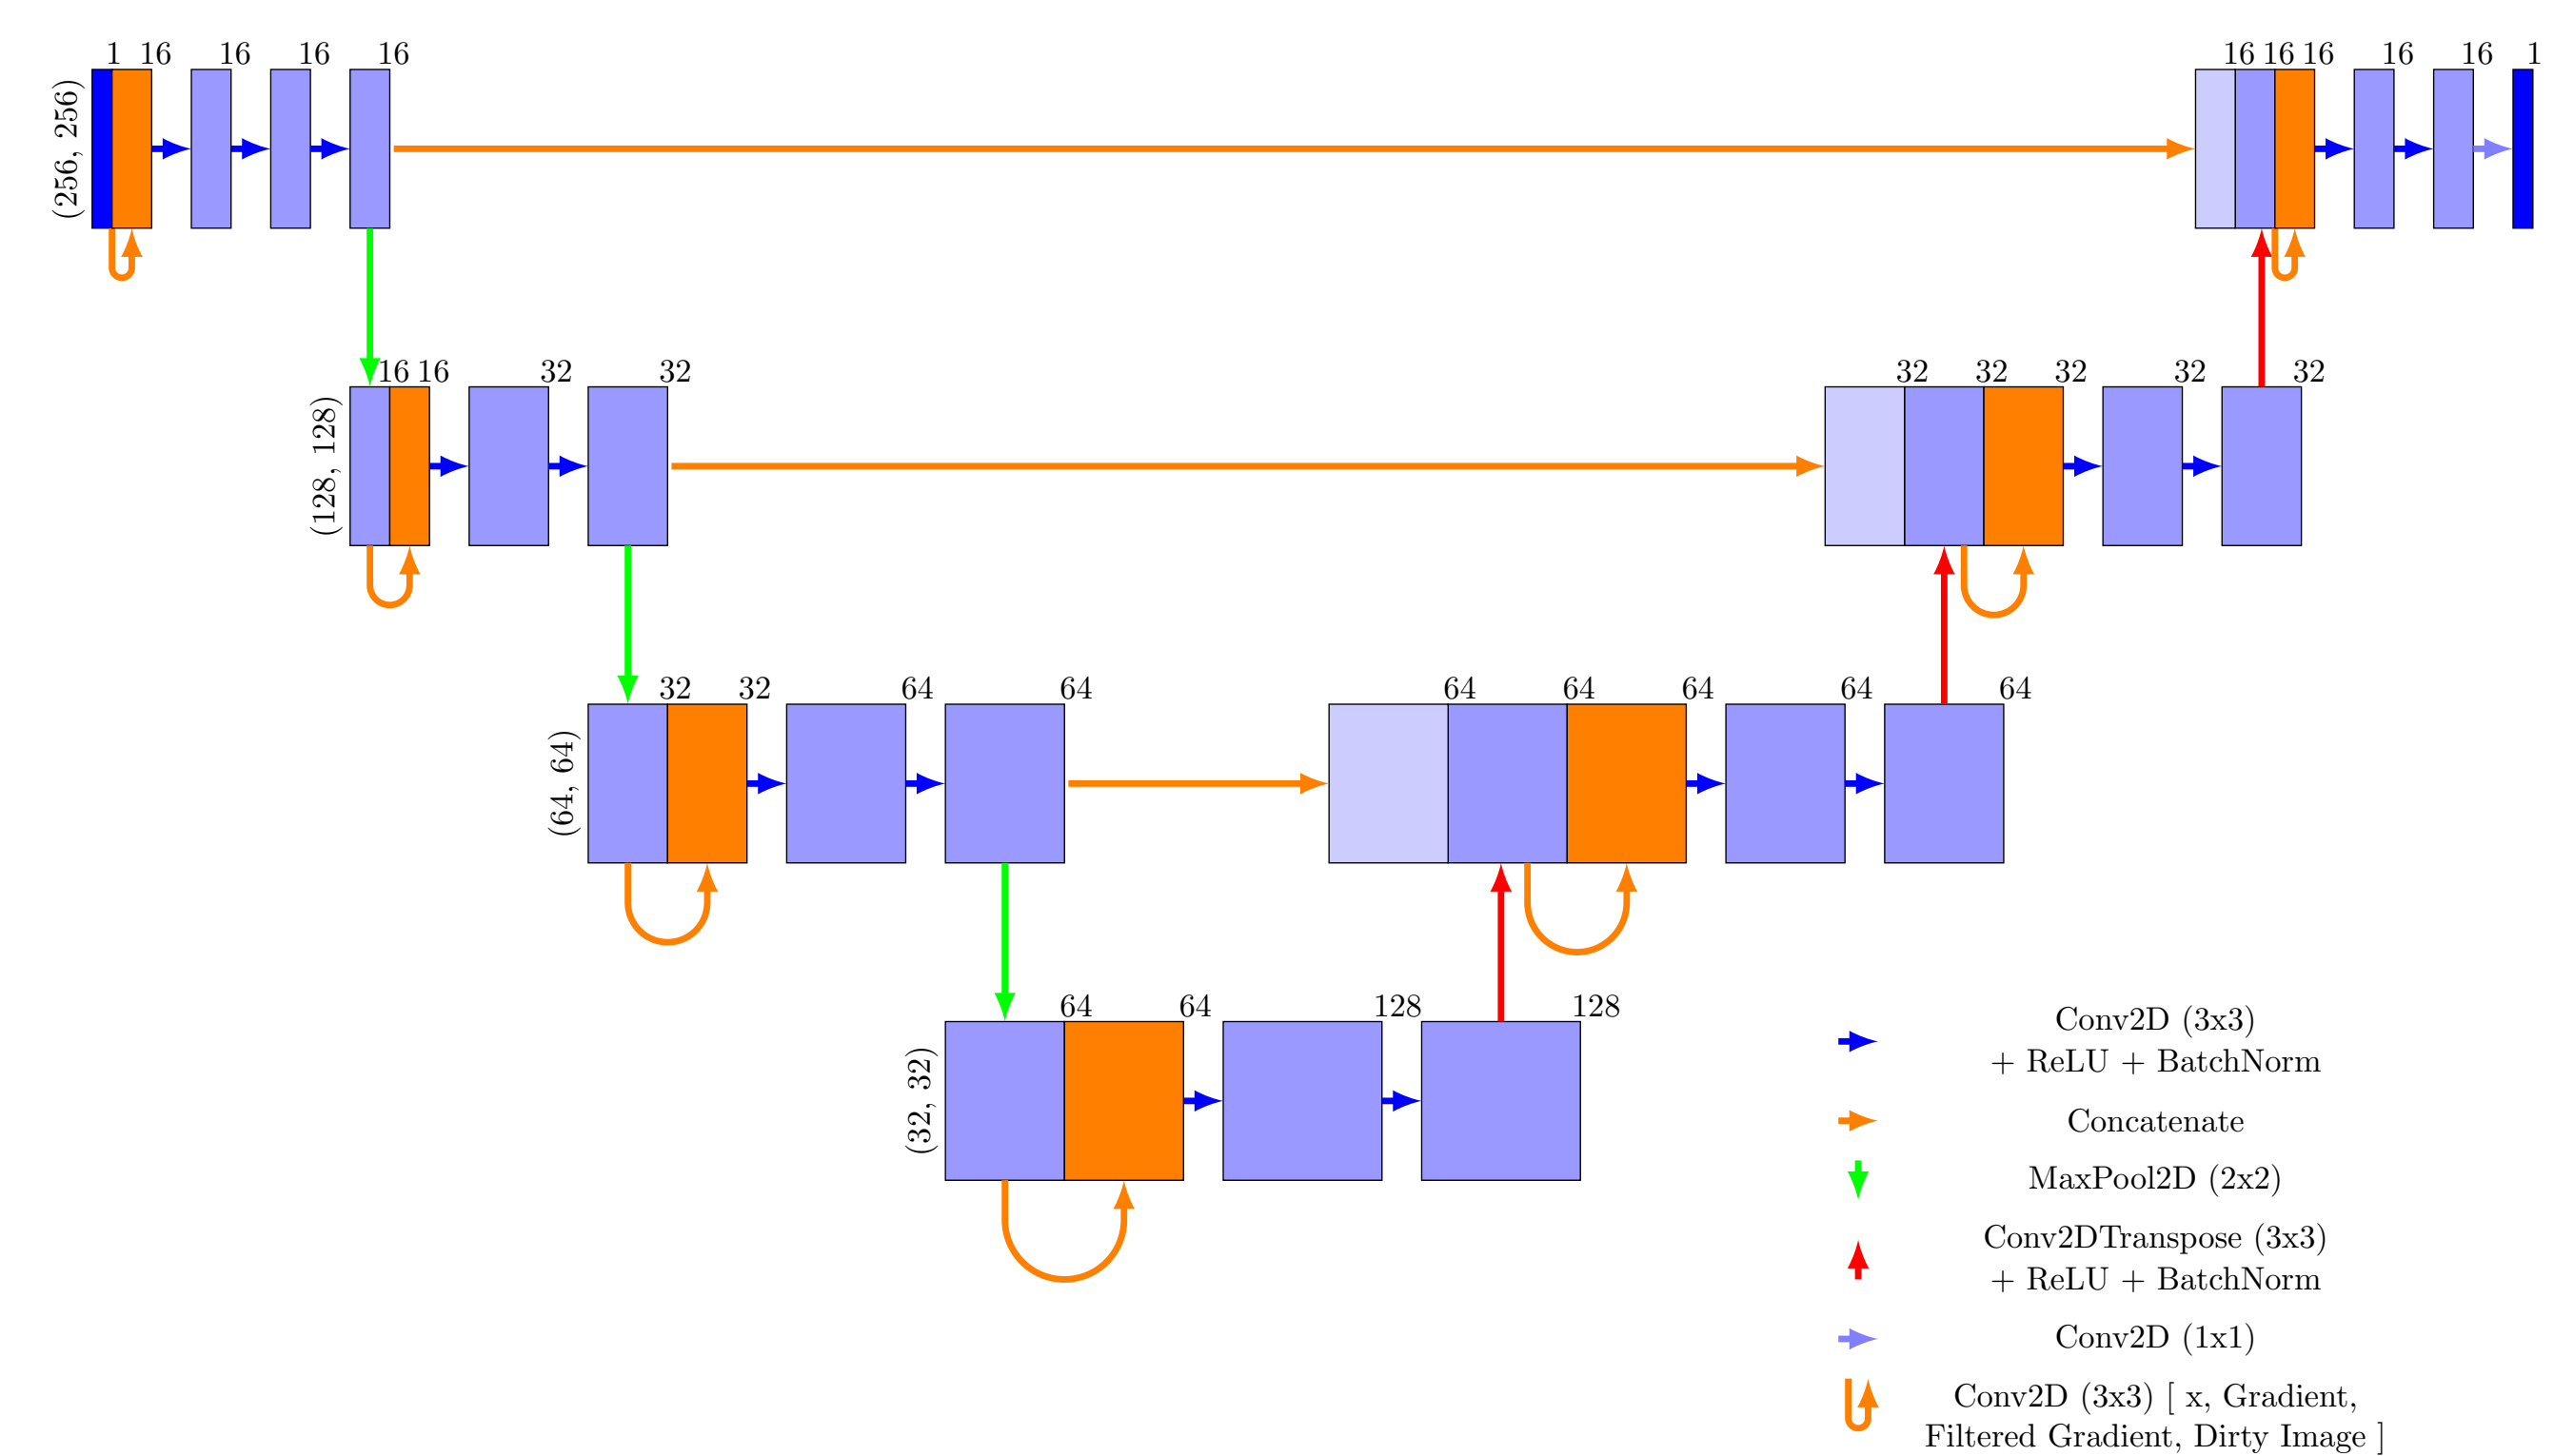 1 16 16 16 16 16 16 16 16 16 1
(256, 256)
16 16 32 32 32 32 32 32 32
(128, 128)
32 32 64 64 64 64 64 64 64
(64, 64)
64 64 128 128
(32, 32)
Conv2D (3x3)
+ ReLU + BatchNorm
Concatenate
MaxPool2D (2x2)
Conv2DTranspose (3x3)
+ ReLU + BatchNorm
Conv2D (1x1)
Conv2D (3x3) [ x, Gradient,
Filtered Gradient, Dirty Image ]